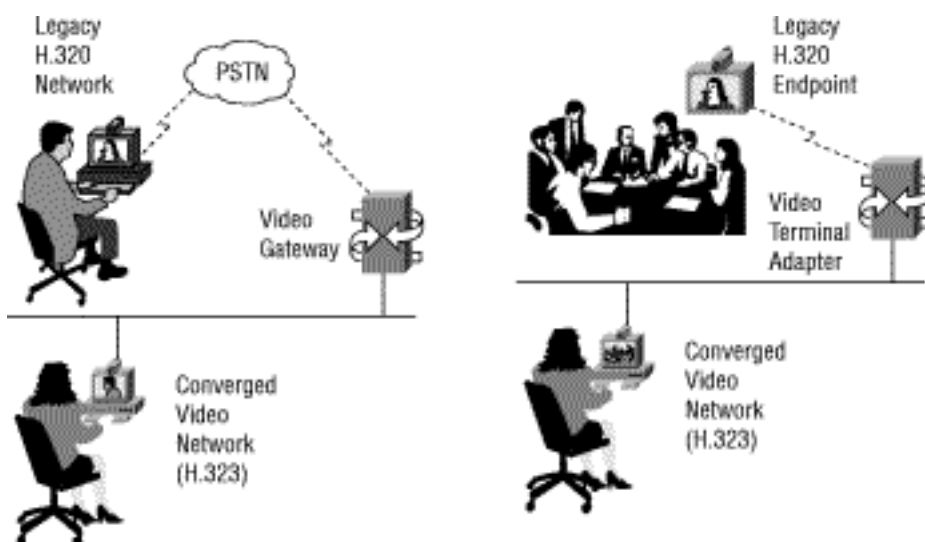 Legacy
H.320
Network
PSTN
Video
Gateway
Converged
Video
Network
(H.323)
Legacy
H.320
Endpoint
Video
Terminal
Adapter
Converged
Video
Network
(H.323)